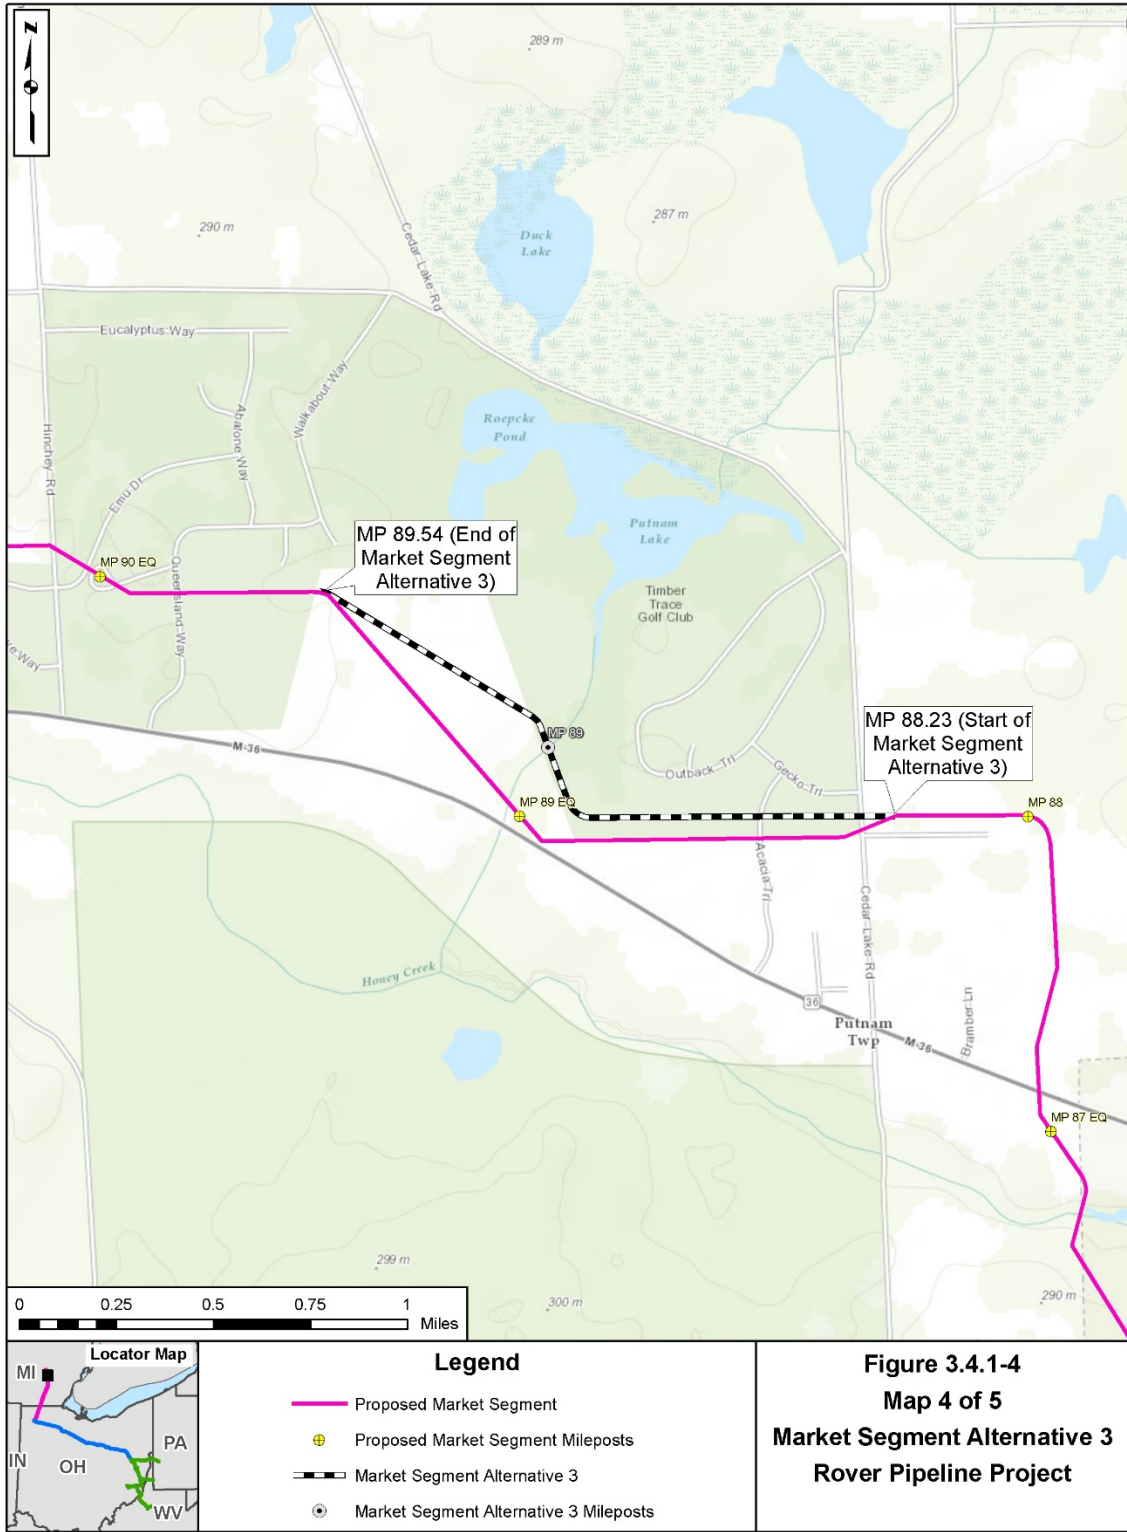 N
289 m
290 m
287 m
Duck
Lake
Cedar Lake Rd
Eucalyptus Way
Walkabout Way
Abalone Way
Hinchey Rd
Emu Dr
Roepcke
Pond
Putnam
Lake
MP 89.54 (End of
Market Segment
Alternative 3)
MP 90 EQ
Queensland Way
Timber
Trace
Golf Club
ke Way
M-36
MP 89
MP 88.23 (Start of
Market Segment
Alternative 3)
Outback Trl
Gecko Trl
MP 89 EQ
MP 88
Acacia Trl
Cedar Lake Rd
Honey Creek
36
Putnam
Twp
M-36
Bramber Ln
MP 87 EQ
299 m
300 m
290 m
0 0.25 0.5 0.75 1
Miles
Locator Map
MI
IN
OH
PA
WV
Legend
Proposed Market Segment
Proposed Market Segment Mileposts
Market Segment Alternative 3
Market Segment Alternative 3 Mileposts
Figure 3.4.1-4
Map 4 of 5
Market Segment Alternative 3
Rover Pipeline Project